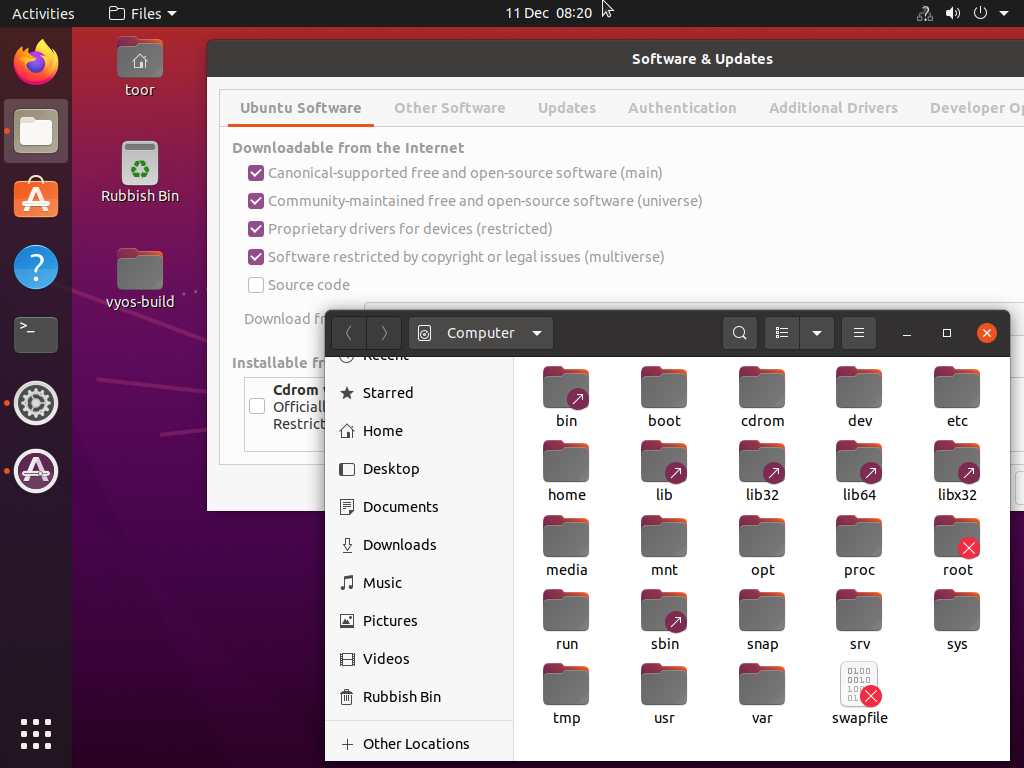 Activities
Files
11 Dec 08:20
toor
Rubbish Bin
vyos-build
Software & Updates
Ubuntu Software
Other Software
Updates
Authentication
Additional Drivers
Developer
Downloadable from the Internet
Canonical-supported free and open-source software (main)
Community-maintained free and open-source software (universe)
Proprietary drivers for devices (restricted)
Software restricted by copyright or legal issues (multiverse)
Source code
Download
Installable
Cdrom
Computer
Recent
Starred
Home
Desktop
Documents
Downloads
Music
Pictures
Videos
Rubbish Bin
Other Locations
bin
boot
cdrom
dev
etc
home
lib
lib32
lib64
libx32
media
mnt
opt
proc
root
run
sbin
snap
srv
sys
tmp
usr
var
swapfile